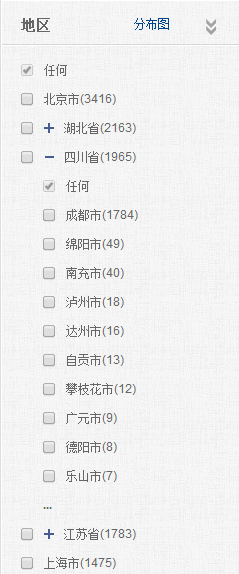 地区 分布图
任何
北京市(3416)
湖北省(2163)
四川省(1965)
任何
成都市(1784)
绵阳市(49)
南充市(40)
泸州市(18)
达州市(16)
自贡市(13)
攀枝花市(12)
广元市(9)
德阳市(8)
乐山市(7)
...
江苏省(1783)
上海市(1475)